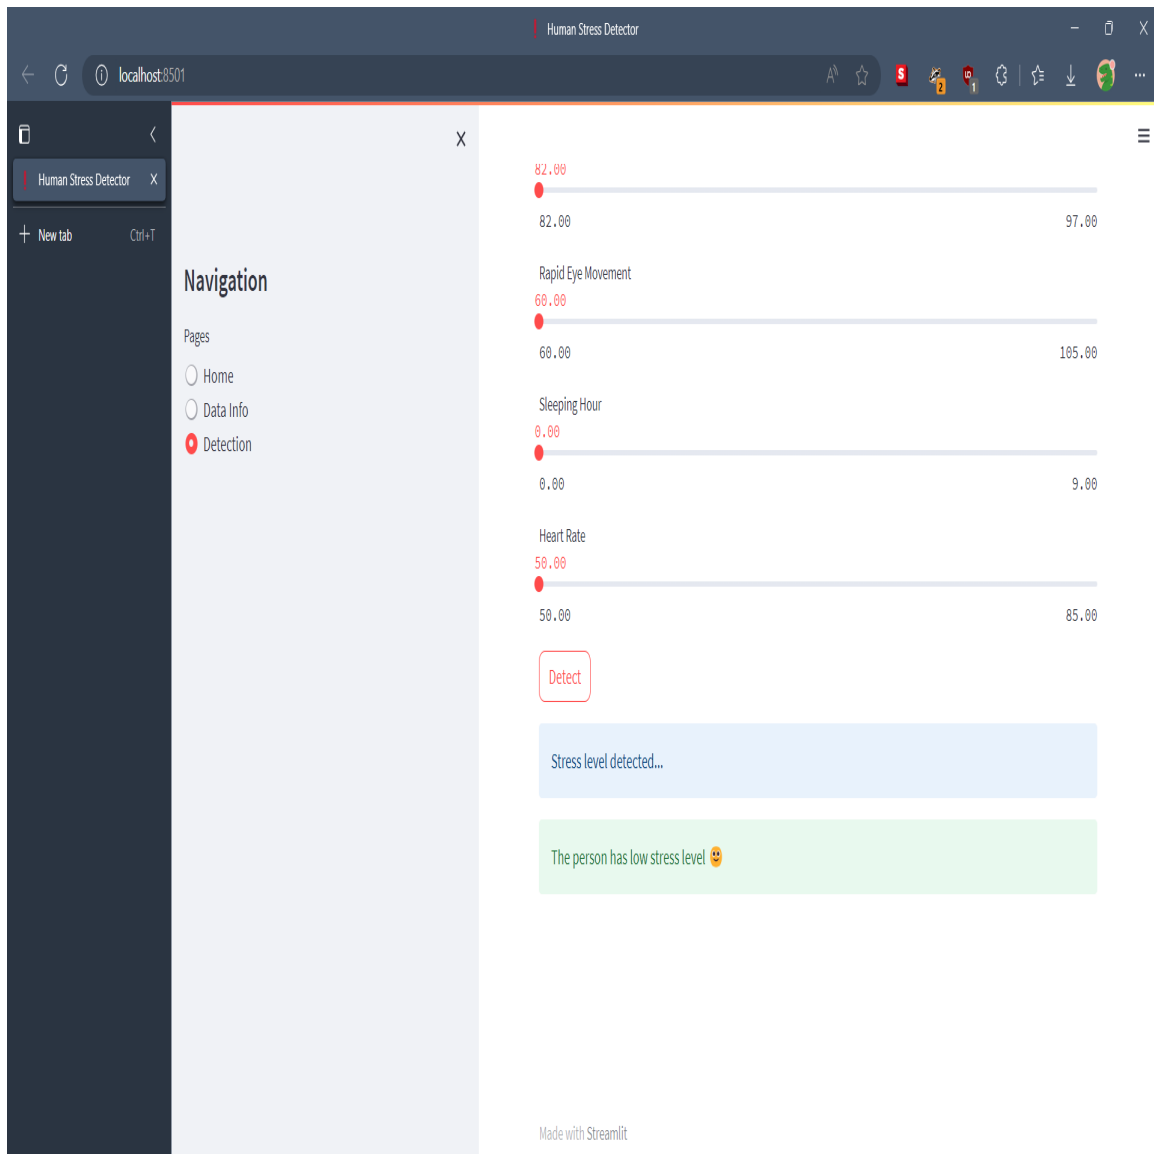 Human Stress Detector
localhost:8501
A
S
2
UD
1
Human Stress Detector
New tab Ctrl+T
Navigation
Pages
Home
Data Info
Detection
82.00
82.00 97.00
Rapid Eye Movement
60.00
60.00 105.00
Sleeping Hour
0.00
0.00 9.00
Heart Rate
50.00
50.00 85.00
Detect
Stress level detected...
The person has low stress level
Made with Streamlit